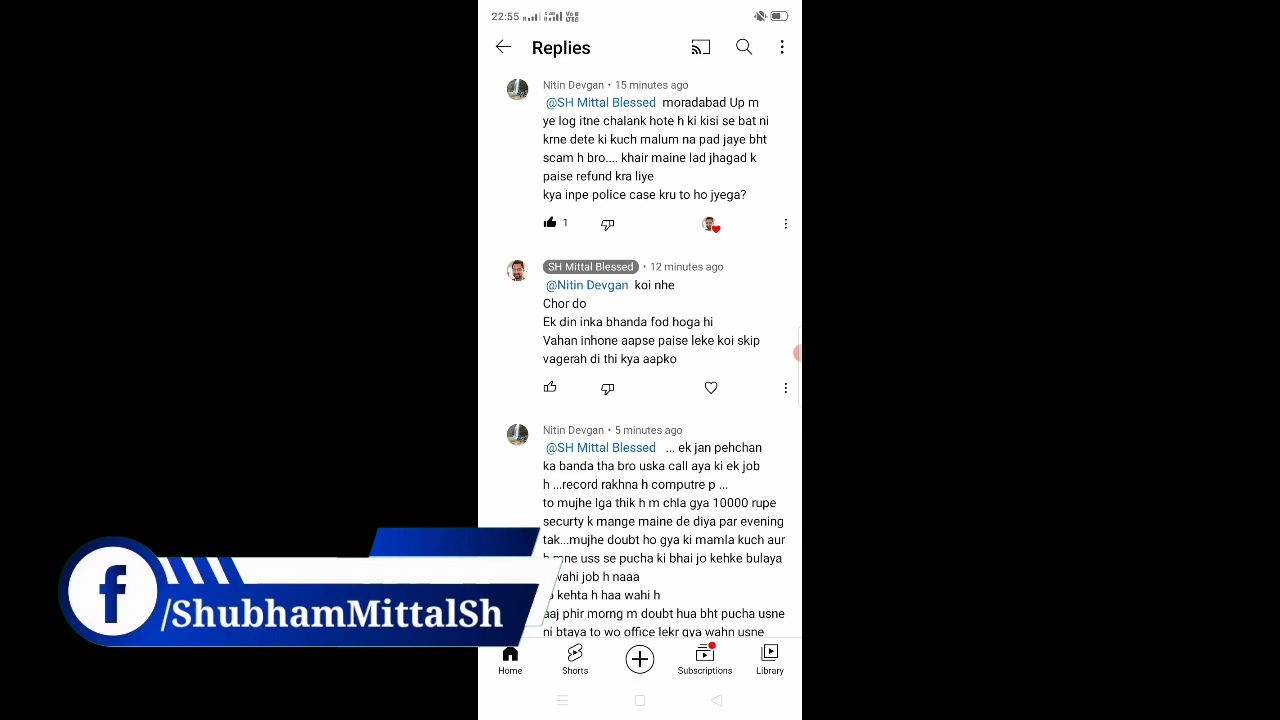 22:55
Replies
Nitin Devgan • 15 minutes ago
@SH Mittal Blessed moradabad Up m
ye log itne chalank hote h ki kisi se bat ni
krne dete ki kuch malum na pad jaye bht
scam h bro.... khair maine lad jhagad k
paise refund kra liye
kya inpe police case kru to ho jyega?
1
SH Mittal Blessed • 12 minutes ago
@Nitin Devgan koi nhe
Chor do
Ek din inka bhanda fod hoga hi
Vahan inhone aapse paise leke koi skip
vagerah di thi kya aapko
Nitin Devgan • 5 minutes ago
@SH Mittal Blessed ... ek jan pehchan
ka banda tha bro uska call aya ki ek job
h ...record rakhna h computre p ...
to mujhe lga thik h m chla gya 10000 rupe
securty k mange maine de diya par evening
tak...mujhe doubt ho gya ki mamla kuch aur
uss se pucha ki bhai jo kehke bulaya
vahi job h naaa
kehta h haa wahi h
aaj phir morng m doubt hua bht pucha usne
ni btaya to wo office lekr gya wahn usne
f /ShubhamMittalSh
Home Shorts Subscriptions Library